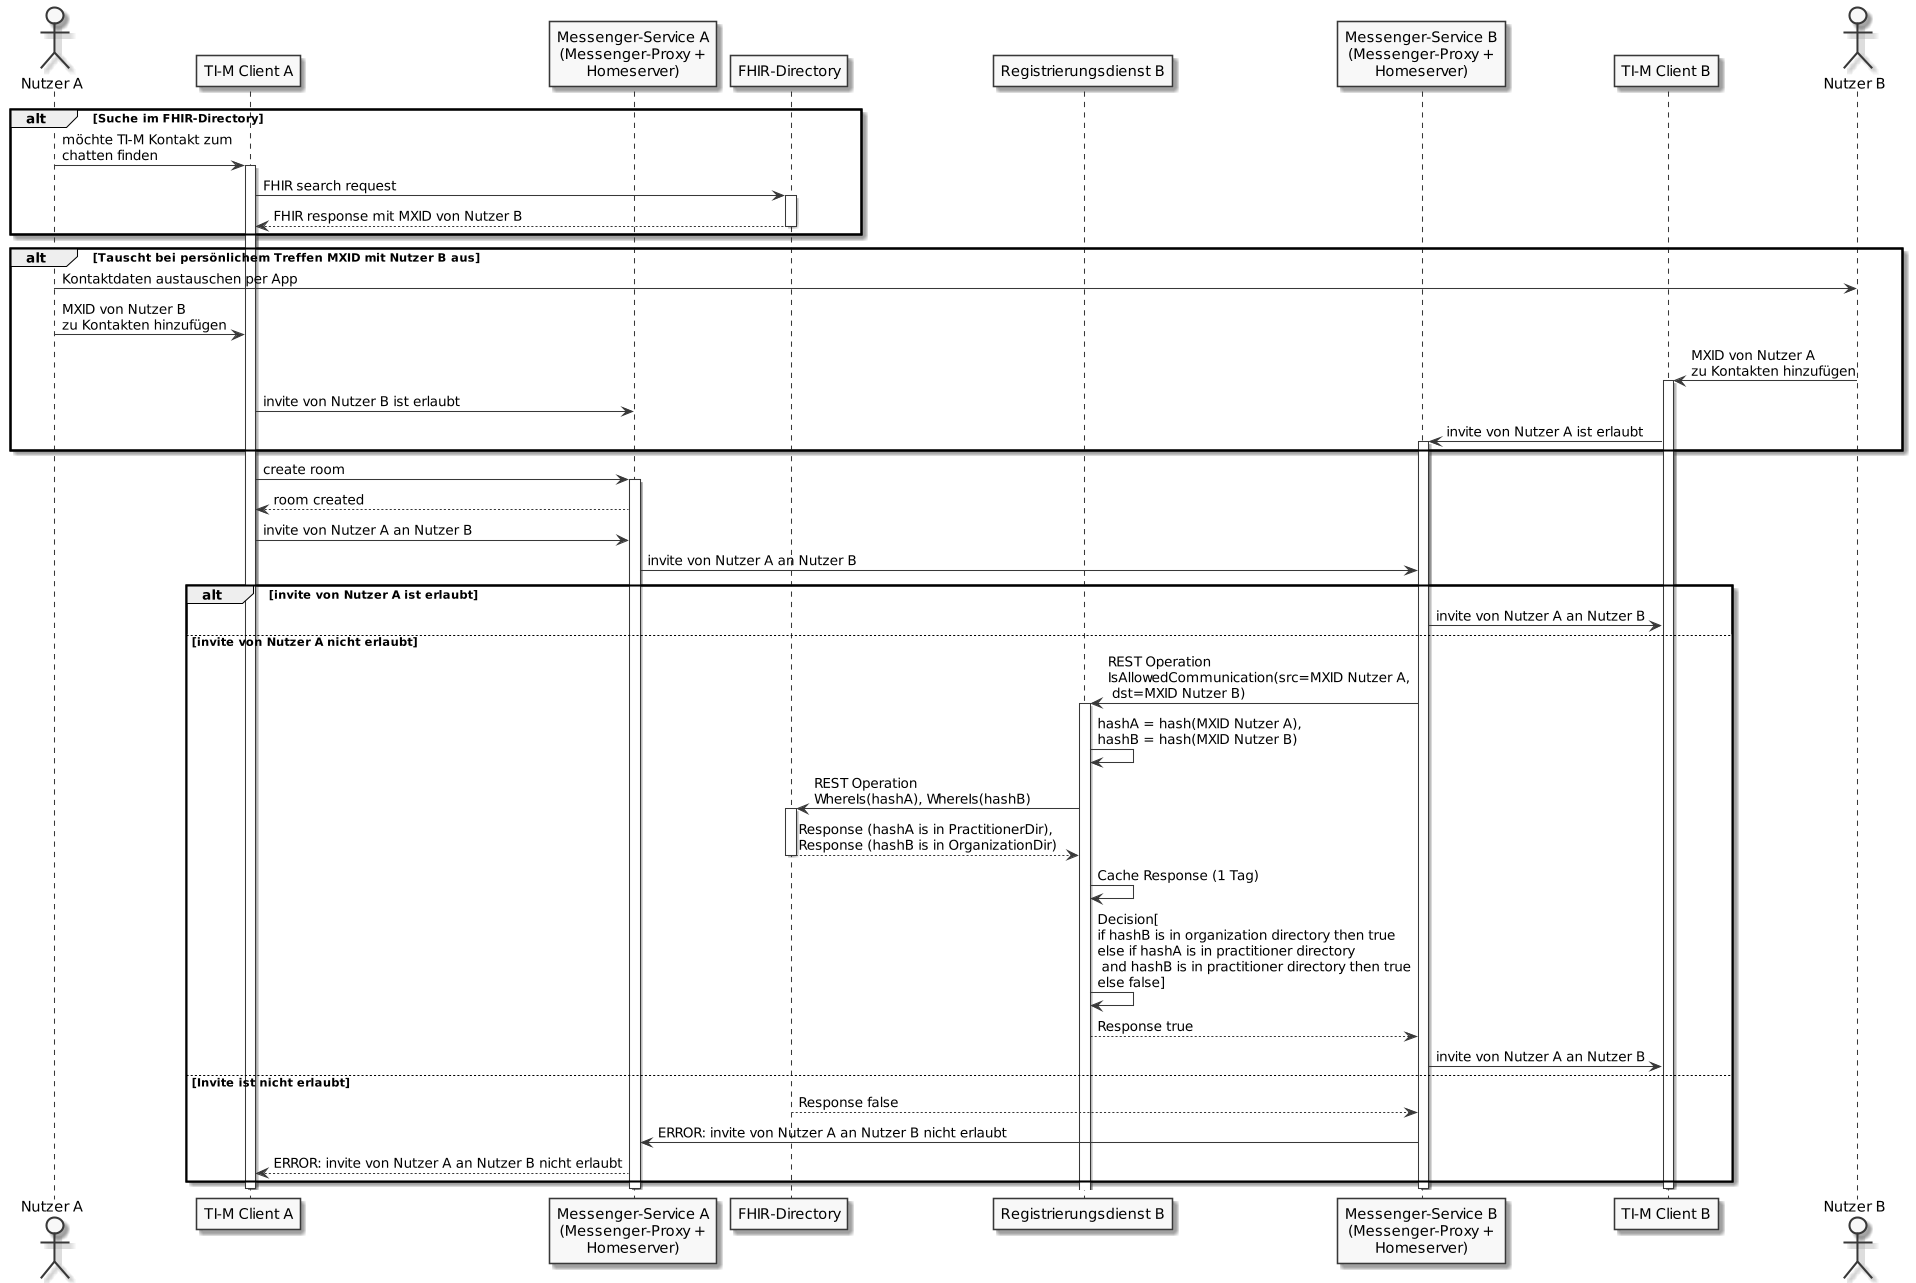 Nutzer A
TI-M Client A
Messenger-Service A
(Messenger-Proxy +
Homeserver)
FHIR-Directory
Registrierungsdienst B
Messenger-Service B
(Messenger-Proxy +
Homeserver)
TI-M Client B
Nutzer B
alt [Suche im FHIR-Directory]
möchte TI-M Kontakt zum
chatten finden
FHIR search request
FHIR response mit MXID von Nutzer B
alt [Tauscht bei persönlichem Treffen MXID mit Nutzer B aus]
Kontaktdaten austauschen per App
MXID von Nutzer B
zu Kontakten hinzufügen
MXID von Nutzer A
zu Kontakten hinzufügen
invite von Nutzer B ist erlaubt
invite von Nutzer A ist erlaubt
create room
room created
invite von Nutzer A an Nutzer B
invite von Nutzer A an Nutzer B
alt [invite von Nutzer A ist erlaubt]
invite von Nutzer A an Nutzer B
[invite von Nutzer A nicht erlaubt]
REST Operation
IsAllowedCommunication(src=MXID Nutzer A,
dst=MXID Nutzer B)
hashA = hash(MXID Nutzer A),
hashB = hash(MXID Nutzer B)
REST Operation
WhereIs(hashA), WhereIs(hashB)
Response (hashA is in PractitionerDir),
Response (hashB is in OrganizationDir)
Cache Response (1 Tag)
Decision[
if hashB is in organization directory then true
else if hashA is in practitioner directory
and hashB is in practitioner directory then true
else false]
Response true
invite von Nutzer A an Nutzer B
[Invite ist nicht erlaubt]
Response false
ERROR: invite von Nutzer A an Nutzer B nicht erlaubt
ERROR: invite von Nutzer A an Nutzer B nicht erlaubt
Nutzer A
TI-M Client A
Messenger-Service A
(Messenger-Proxy +
Homeserver)
FHIR-Directory
Registrierungsdienst B
Messenger-Service B
(Messenger-Proxy +
Homeserver)
TI-M Client B
Nutzer B